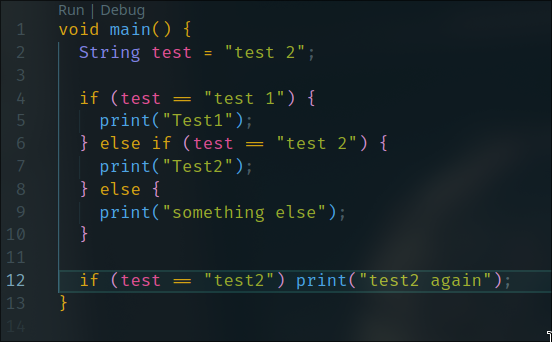 Run | Debug
1 void main() {
2 String test = "test 2";
3
4 if (test == "test 1") {
5 print("Test1");
6 } else if (test == "test 2") {
7 print("Test2");
8 } else {
9 print("something else");
10 }
11
12 if (test == "test2") print("test2 again");
13 }
14